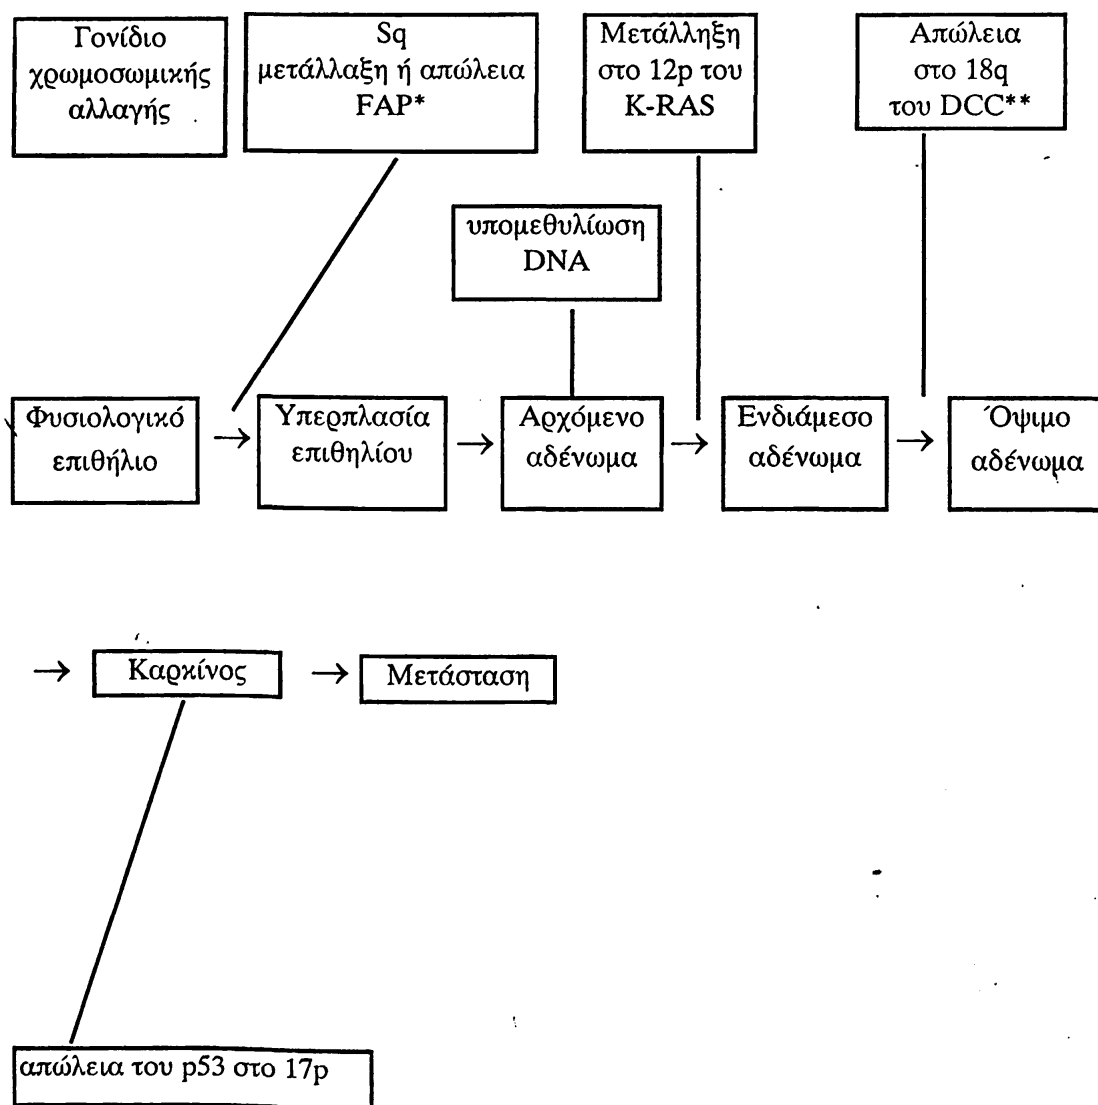 Γονίδιο
χρωμοσωμικής
αλλαγής
Sq
μετάλλαξη ή απώλεια
FAP*
Μετάλληξη
στο 12p του
K-RAS
Απώλεια
στο 18q
του DCC**
υπομεθυλίωση
DNA
Φυσιολογικό
επιθήλιο
→
Υπερπλασία
επιθηλίου
→
Αρχόμενο
αδένωμα
→
Ενδιάμεσο
αδένωμα
→
Όψιμο
αδένωμα
→
Καρκίνος
→
Μετάσταση
απώλεια του p53 στο 17p